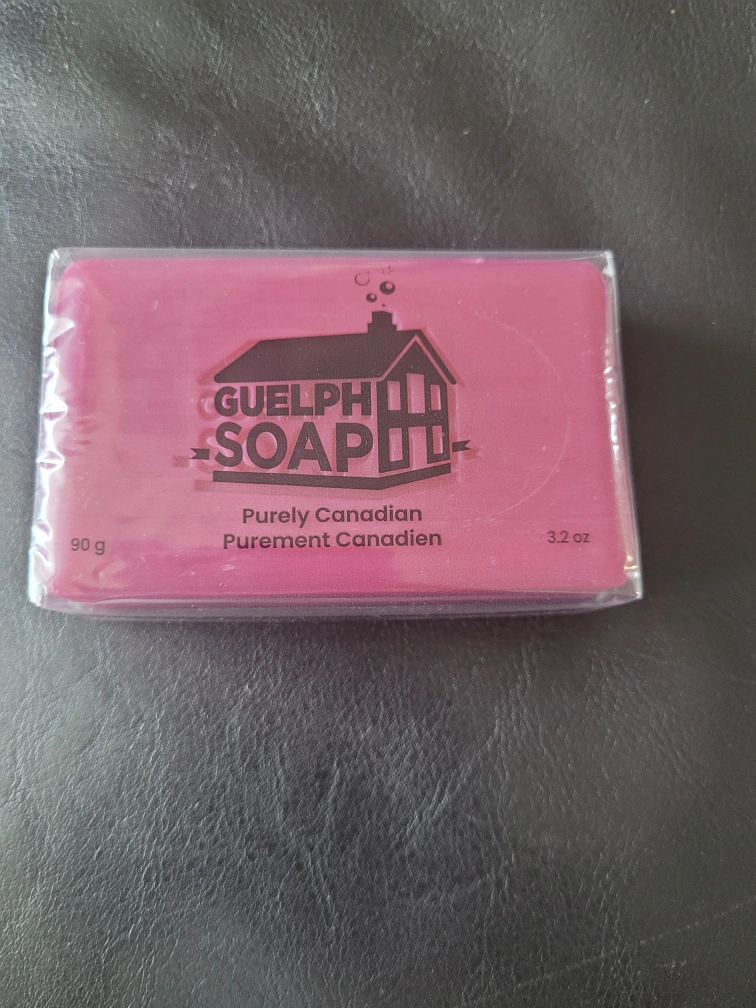 GUELPH
SOAP
Purely Canadian
Purement Canadien
90 g
3.2 oz